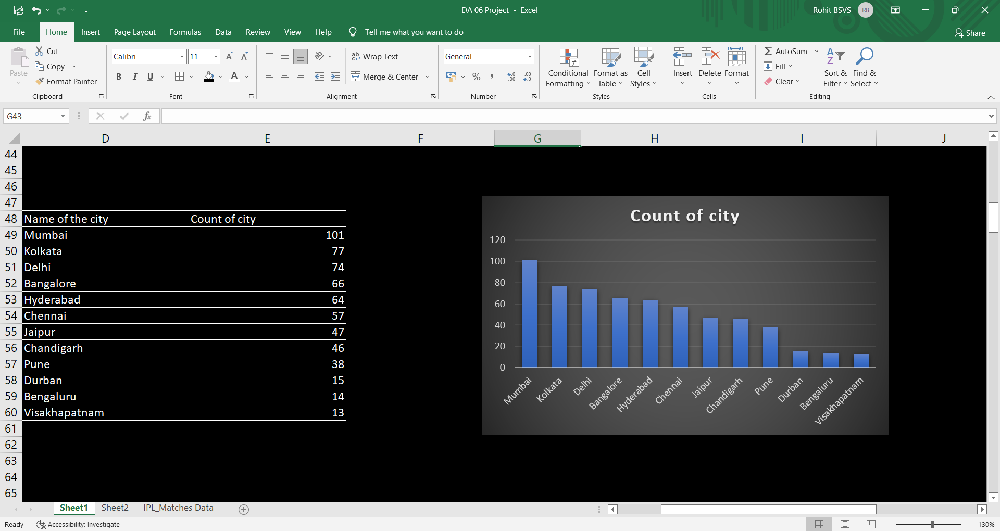 DA 06 Project - Excel
Rohit BSVS
RB
File Home Insert Page Layout Formulas Data Review View Help Tell me what you want to do
Share
Paste
Cut
Copy
Format Painter
Clipboard
Calibri
11
B I U
Font
Wrap Text
Merge & Center
Alignment
General
Number
Conditional Formatting
Format as Table
Cell Styles
Styles
Insert
Delete
Format
Cells
AutoSum
Fill
Clear
Sort & Filter
Find & Select
Editing
G43
fx
D E F G H I J
44
45
46
47
48 Name of the city Count of city
49 Mumbai 101
50 Kolkata 77
51 Delhi 74
52 Bangalore 66
53 Hyderabad 64
54 Chennai 57
55 Jaipur 47
56 Chandigarh 46
57 Pune 38
58 Durban 15
59 Bengaluru 14
60 Visakhapatnam 13
61
62
63
64
65
Count of city
120
100
80
60
40
20
0
Mumbai Kolkata Delhi Bangalore Hyderabad Chennai Jaipur Chandigarh Pune Durban Bengaluru Visakhapatnam
Sheet1 Sheet2 IPL_Matches Data
Ready
Accessibility: Investigate
130%